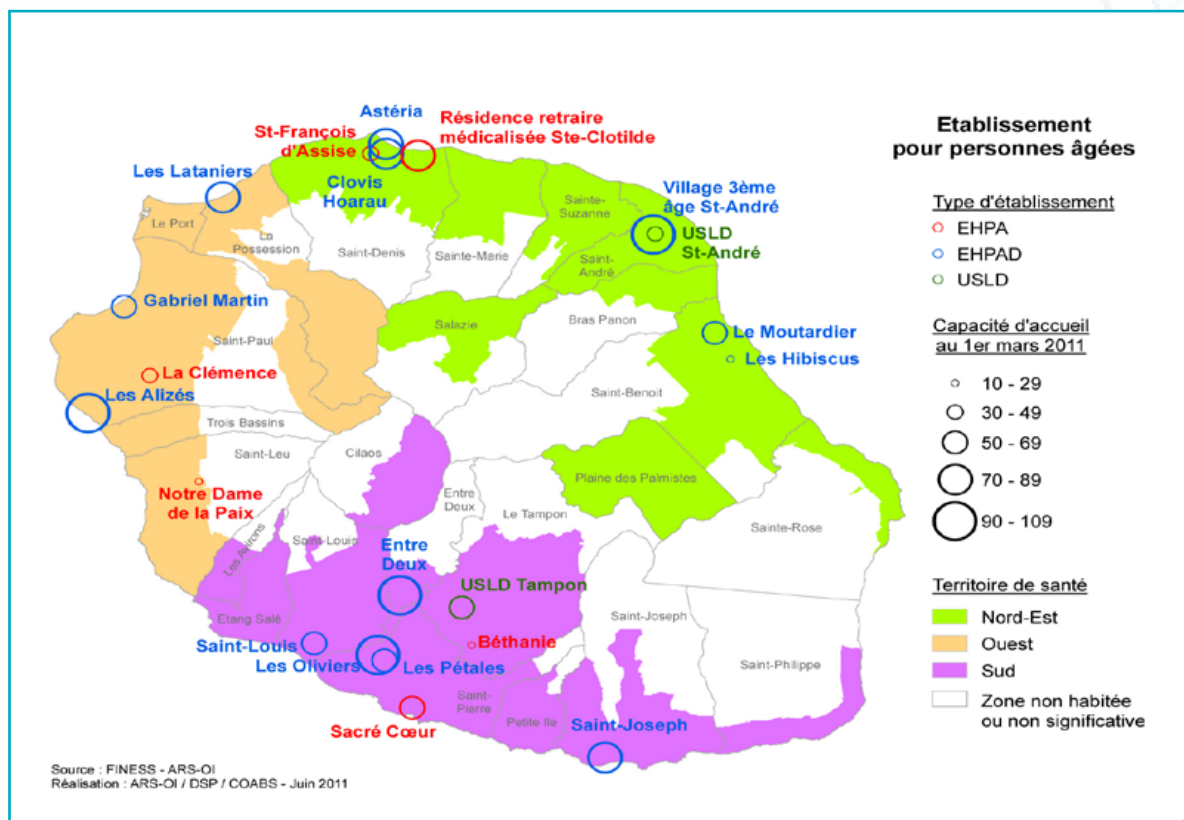 Astéria
St-François
d'Assise
Résidence retraire
médicalisée Ste-Clotilde
Les Lataniers
Clovis
Hoarau
Village 3ème
âge St-André
USLD
St-André
Le Port
La
Possession
Saint-Denis
Sainte-Marie
Sainte-
Suzanne
Saint-
André
Gabriel Martin
Saint-Paul
Salazie
Bras Panon
Le Moutardier
Les Hibiscus
La Clémence
Les Alizés
Saint-Benoit
Trois Bassins
Saint-Leu
Cilaos
Notre Dame
de la Paix
Entre
Deux
Le Tampon
Plaine des Palmistes
Sainte-Rose
Les Avirons
Saint-Louis
Entre
Deux
USLD Tampon
Etang Salé
Saint-Louis
Les Oliviers
Les Pétales
Béthanie
Saint-Joseph
Saint-Philippe
Saint-
Pierre
Petite Ile
Sacré Cœur
Saint-Joseph
Etablissement
pour personnes âgées
Type d'établissement
EHPA
EHPAD
USLD
Capacité d'accueil
au 1er mars 2011
10 - 29
30 - 49
50 - 69
70 - 89
90 - 109
Territoire de santé
Nord-Est
Ouest
Sud
Zone non habitée
ou non significative
Source : FINESS - ARS-OI
Réalisation : ARS-OI / DSP / COABS - Juin 2011